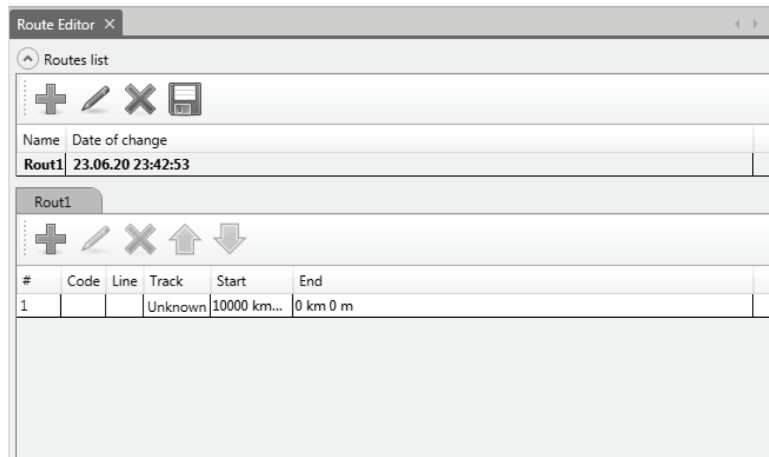 Route Editor
Routes list
Name Date of change
Rout1 23.06.20 23:42:53
Rout1
# Code Line Track Start End
1 Unknown 10000 km... 0 km 0 m